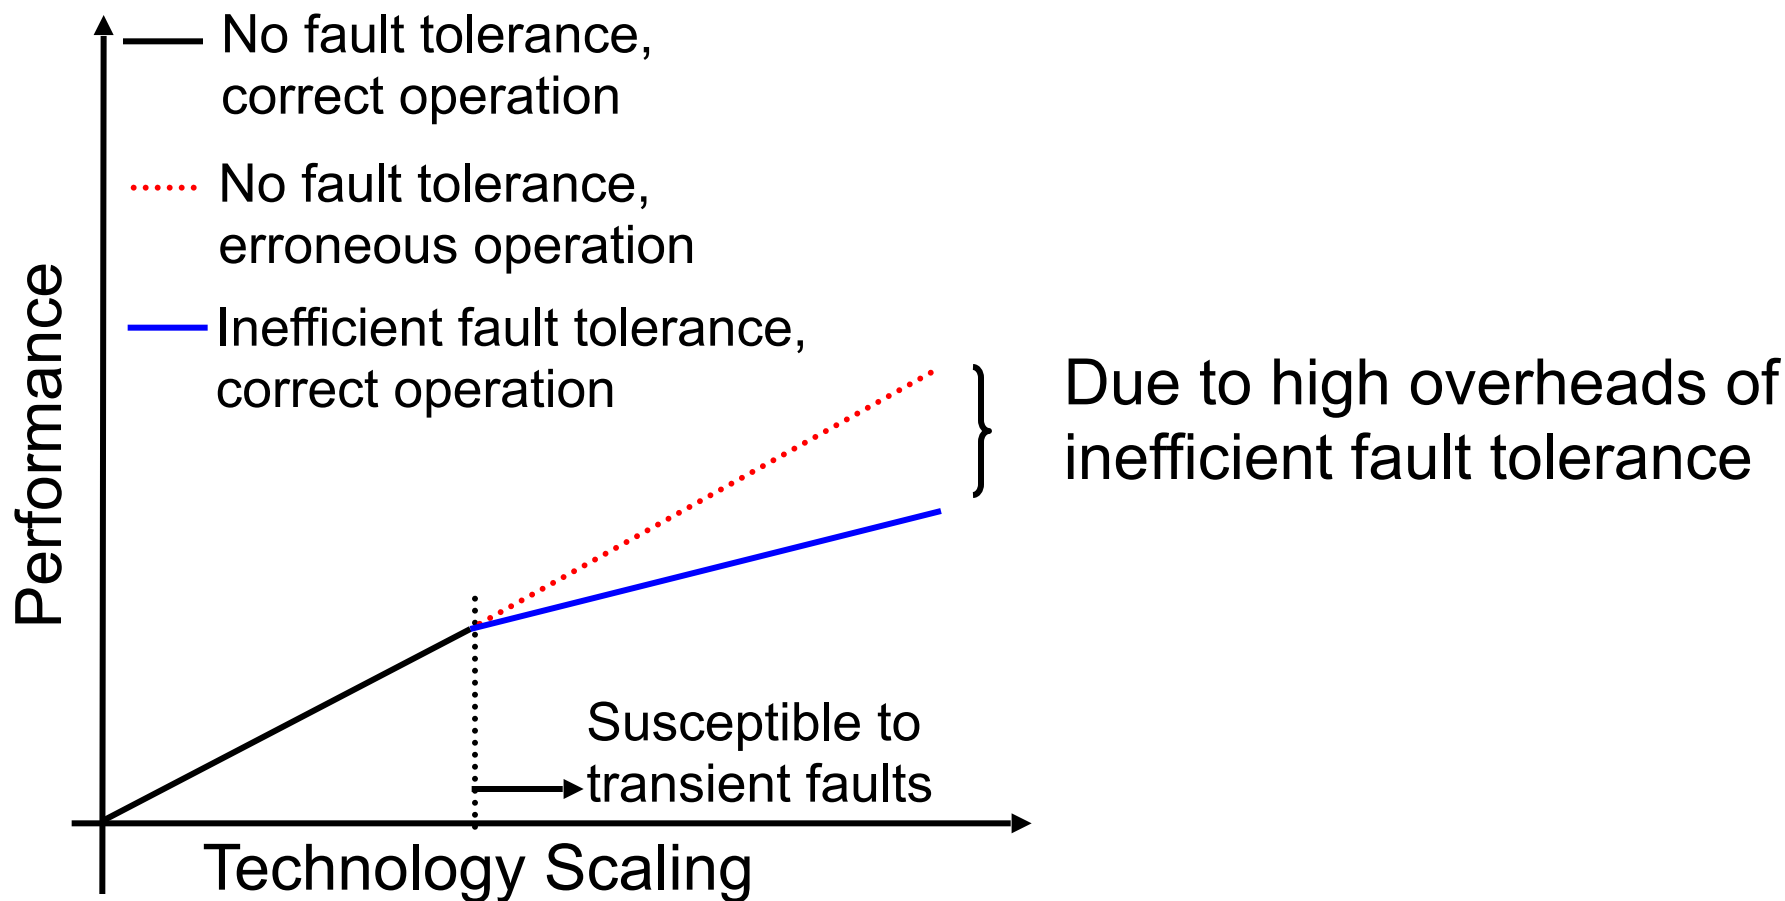 No fault tolerance,
correct operation
No fault tolerance,
erroneous operation
Inefficient fault tolerance,
correct operation
Performance
Due to high overheads of
inefficient fault tolerance
Susceptible to
transient faults
Technology Scaling